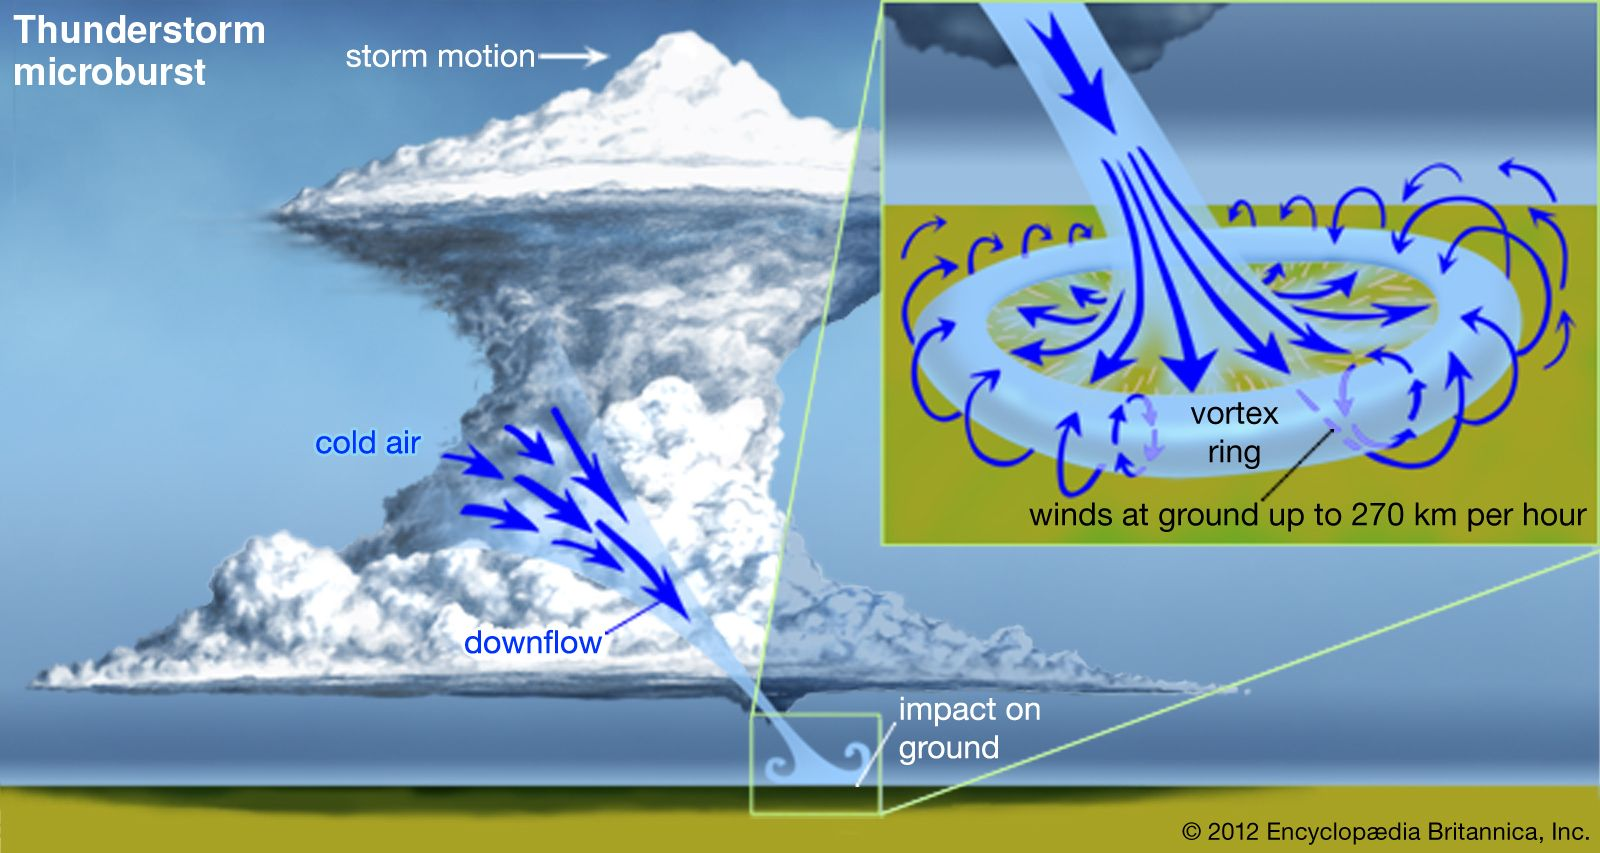 Thunderstorm
microburst
storm motion
cold air
downflow
impact on
ground
vortex
ring
winds at ground up to 270 km per hour
© 2012 Encyclopædia Britannica, Inc.